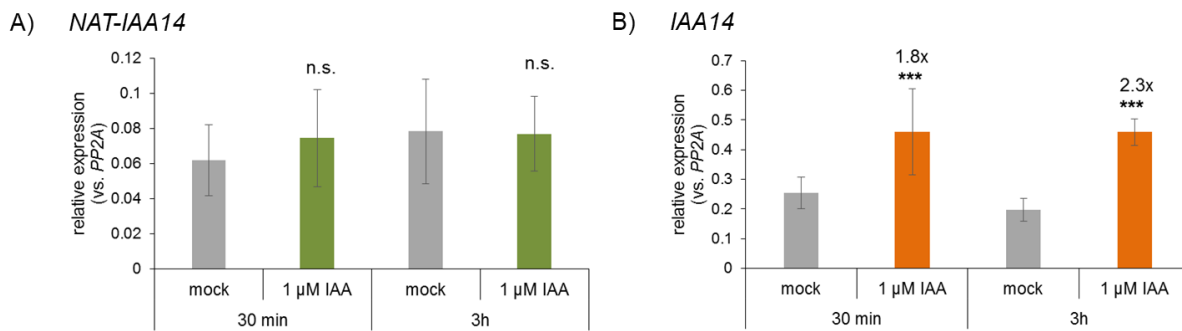 A) NAT-IAA14
relative expression
(vs. PP2A)
0.12
0.1
0.08
0.06
0.04
0.02
0
n.s.
n.s.
mock
1 µM IAA
mock
1 µM IAA
30 min
3h
B) IAA14
relative expression
(vs. PP2A)
0.7
0.6
0.5
0.4
0.3
0.2
0.1
0
1.8x
***
2.3x
***
mock
1 µM IAA
mock
1 µM IAA
30 min
3h